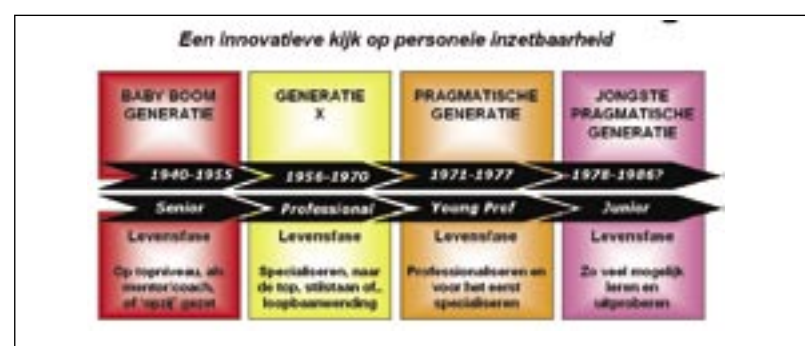 Een innovatieve kijk op personele inzetbaarheid
BABY BOOM
GENERATIE
GENERATIE
X
PRAGMATISCHE
GENERATIE
JONGSTE
PRAGMATISCHE
GENERATIE
1940-1955
1956-1970
1971-1977
1978-1986?
Senior
Professional
Young Prof
Junior
Levensfase
Op topniveau, als
mentor/coach,
of 'opzij' gezet
Levensfase
Specialiseren, naar
de top, stilstaan of..
loopbaanwending
Levensfase
Professionaliseren en
voor het eerst
specialiseren
Levensfase
Zo veel mogelijk
leren en
uitproberen